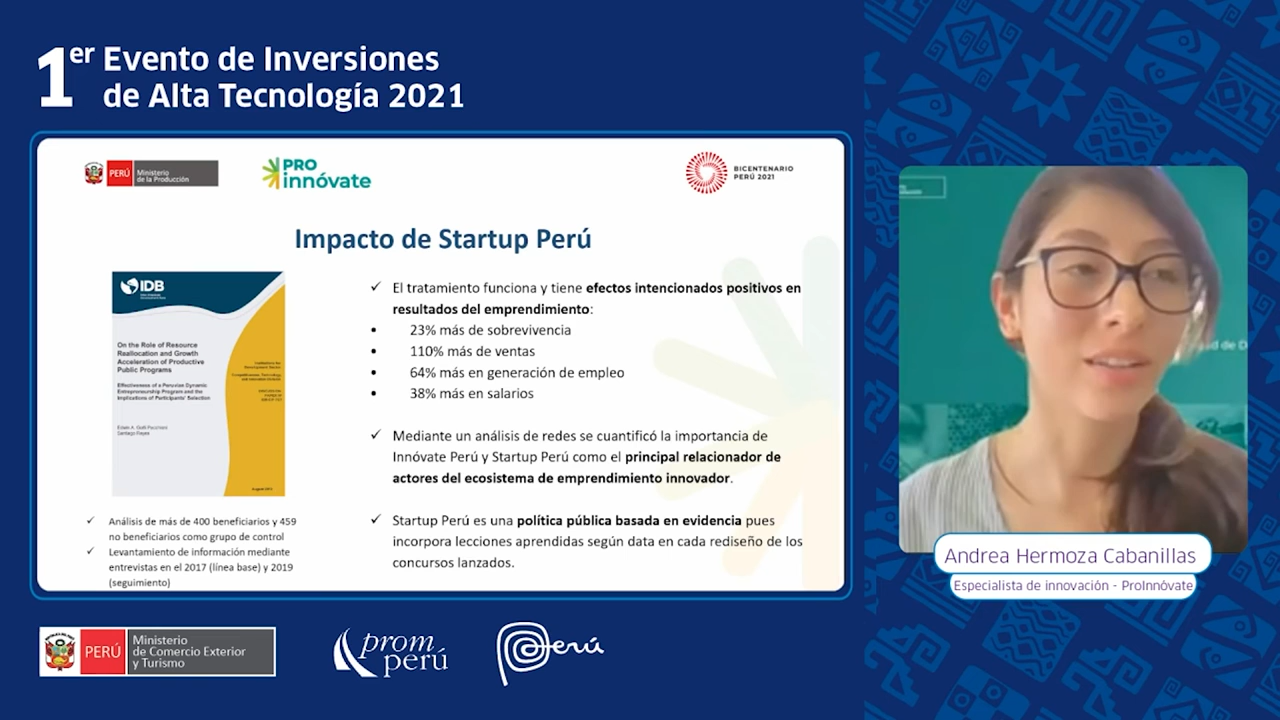 1er Evento de Inversiones
de Alta Tecnología 2021
PERÚ
Ministerio
de la Producción
PRO
innóvate
BICENTENARIO
PERÚ 2021
Impacto de Startup Perú
IDB
On the Role of Resource
Reallocation and Growth
Acceleration of Productive
Public Programs
Effectiveness of a Peruvian Dynamic
Entrepreneurship Program and the
Implications of Participants' Selection
✓ Análisis de más de 400 beneficiarios y 459
no beneficiarios como grupo de control
✓ Levantamiento de información mediante
entrevistas en el 2017 (línea base) y 2019
(seguimiento)
✓ El tratamiento funciona y tiene efectos intencionados positivos en
resultados del emprendimiento:
• 23% más de sobrevivencia
• 110% más de ventas
• 64% más en generación de empleo
• 38% más en salarios
✓ Mediante un análisis de redes se cuantificó la importancia de
Innóvate Perú y Startup Perú como el principal relacionador de
actores del ecosistema de emprendimiento innovador.
✓ Startup Perú es una política pública basada en evidencia pues
incorpora lecciones aprendidas según data en cada rediseño de los
concursos lanzados.
Andrea Hermoza Cabanillas
Especialista de innovación - ProInnóvate
PERÚ
Ministerio
de Comercio Exterior
y Turismo
prom
perú
Perú